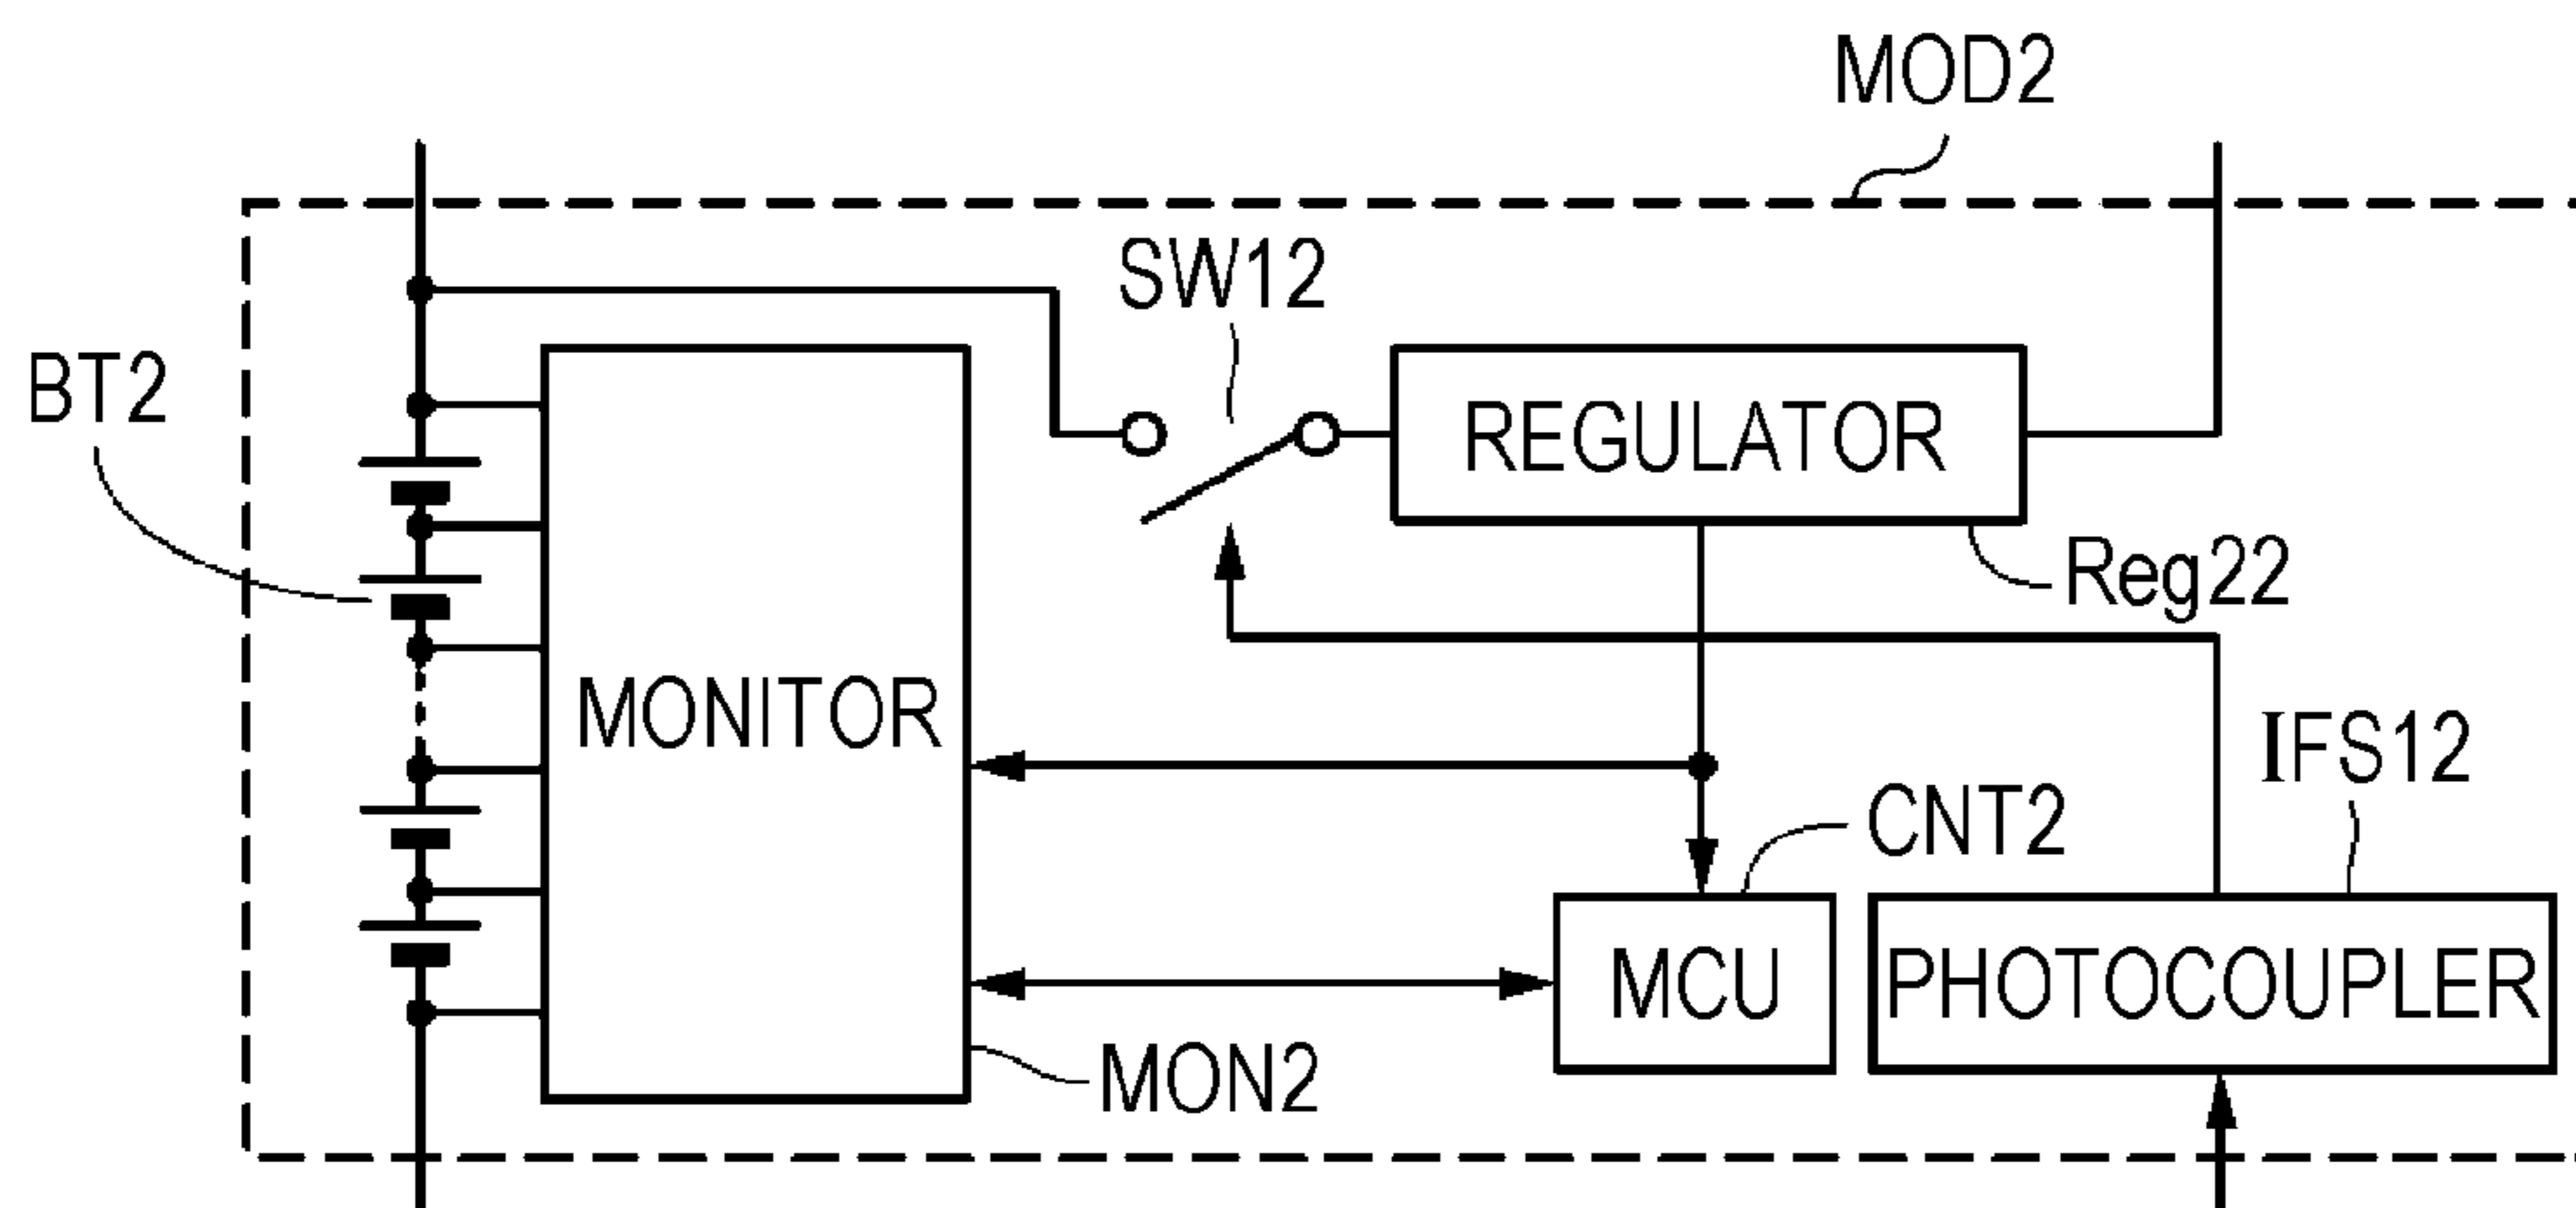 MOD2
SW12
BT2
REGULATOR
Reg22
MONITOR
IFS12
CNT2
MCU
PHOTOCOUPLER
MON2